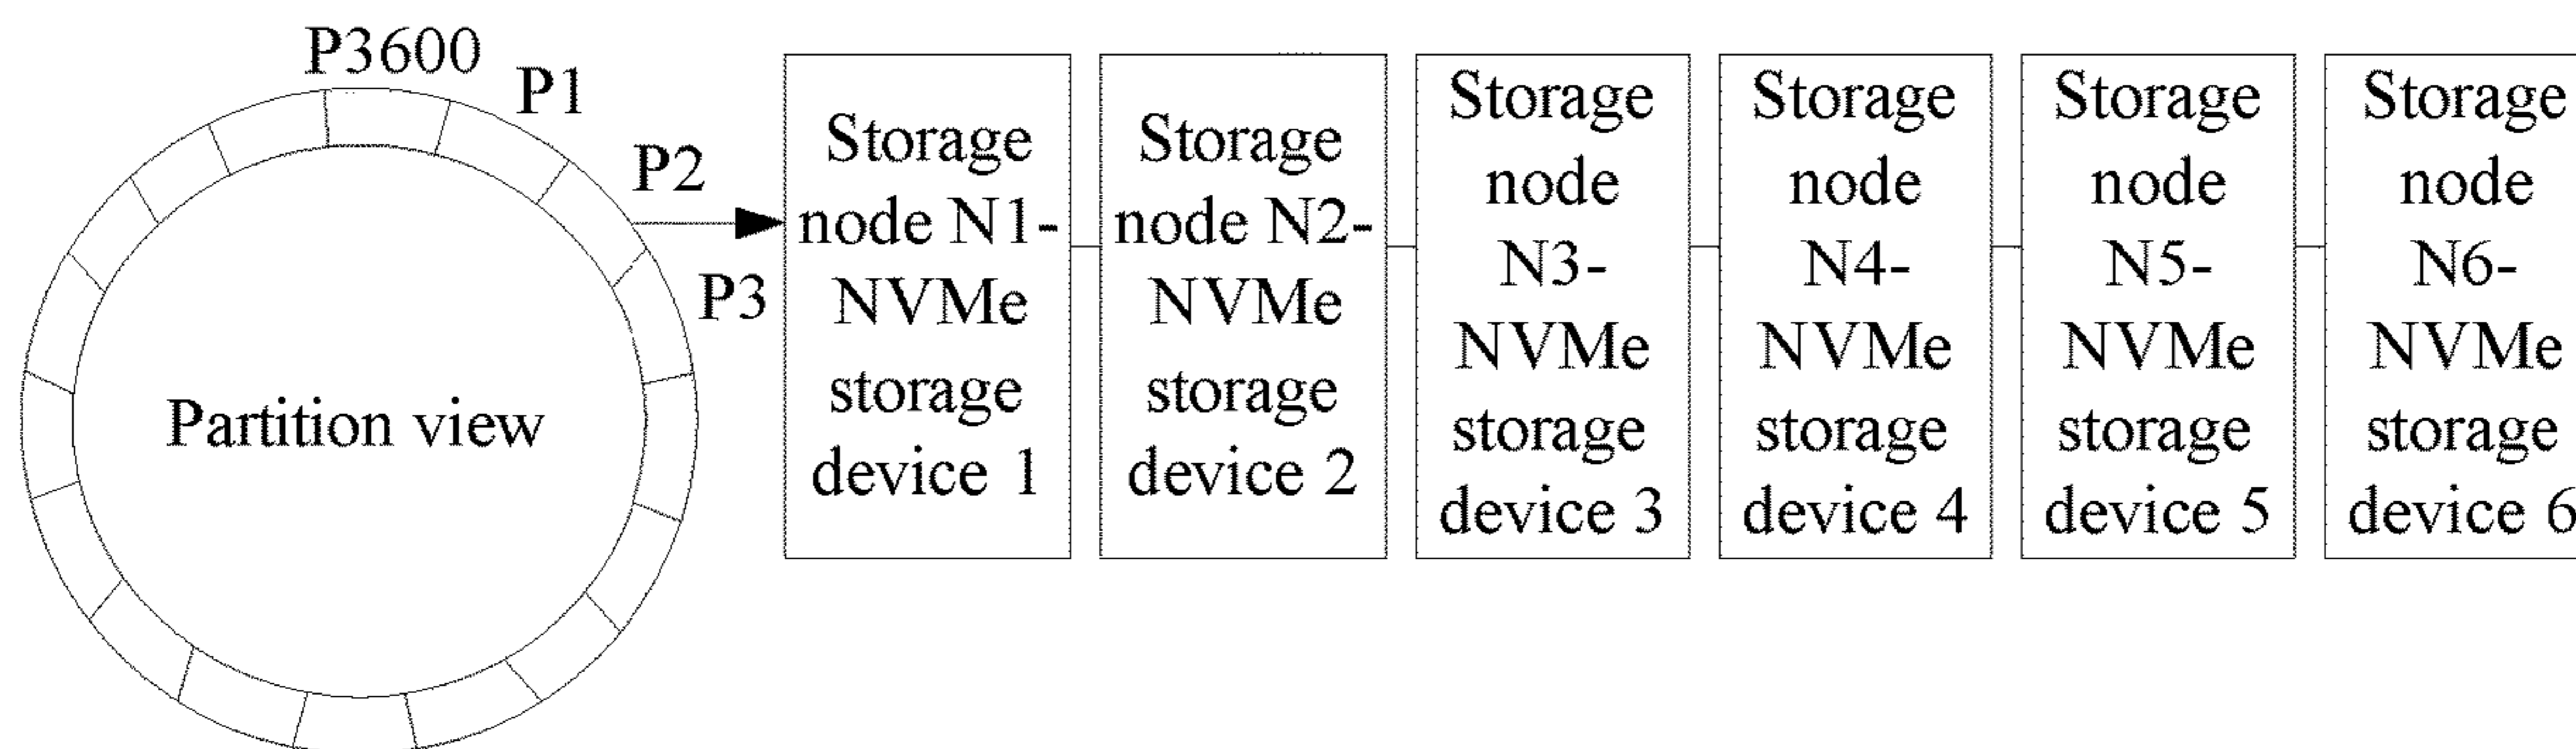 P3600
P1
P2
P3
Partition view
Storage
node N1-
NVMe
storage
device 1
Storage
node N2-
NVMe
storage
device 2
Storage
node
N3-
NVMe
storage
device 3
Storage
node
N4-
NVMe
storage
device 4
Storage
node
N5-
NVMe
storage
device 5
Storage
node
N6-
NVMe
storage
device 6